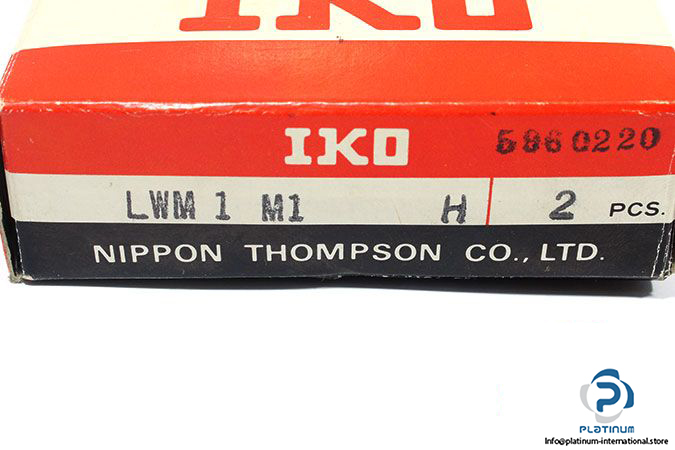 IKO
IKO 5860220
LWM 1 M1 H 2 PCS.
NIPPON THOMPSON CO., LTD.
PLATINUM
Info@platinum-international.store